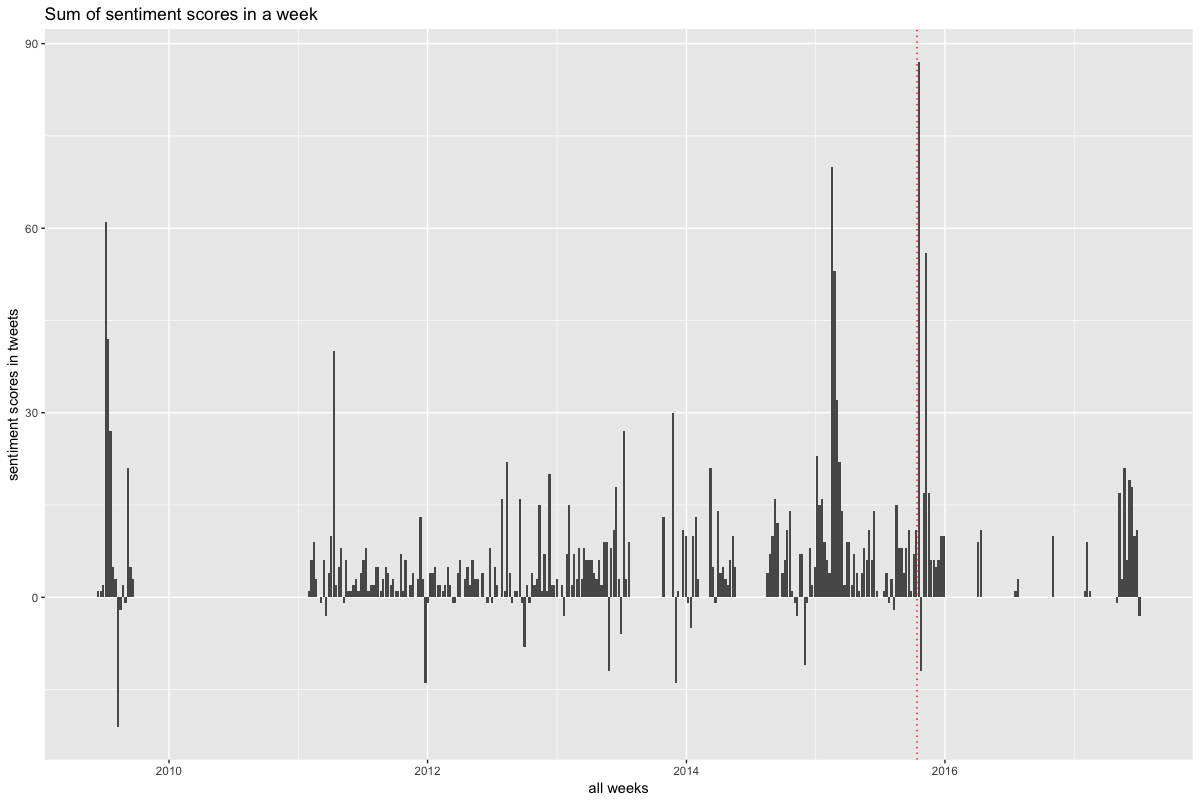 Sum of sentiment scores in a week
90
60
30
0
sentiment scores in tweets
2010
2012
2014
2016
all weeks